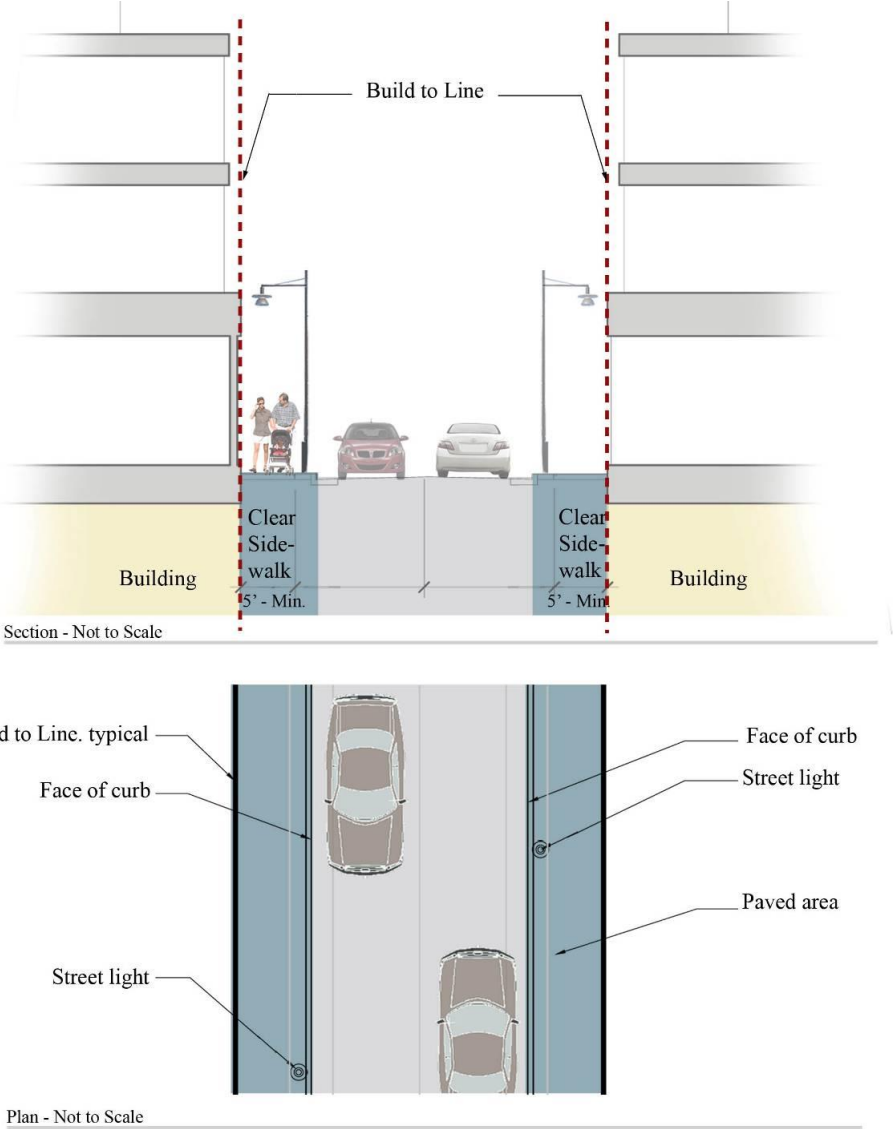 Build to Line
Clear
Side-
walk
5' - Min.
Clear
Side-
walk
5' - Min.
Building
Building
Section - Not to Scale
d to Line. typical
Face of curb
Face of curb
Street light
Paved area
Street light
Plan - Not to Scale